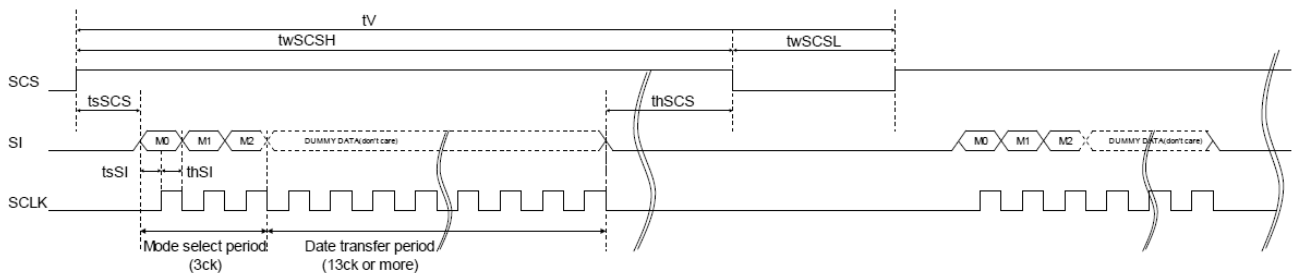 tV
twSCSH
twSCSL
SCS
tsSCS
thSCS
SI
M0
M1
M2
DUMMY DATA(don't care)
M0
M1
M2
DUMMY DATA(don't care)
tsSI
thSI
SCLK
Mode select period
(3ck)
Date transfer period
(13ck or more)